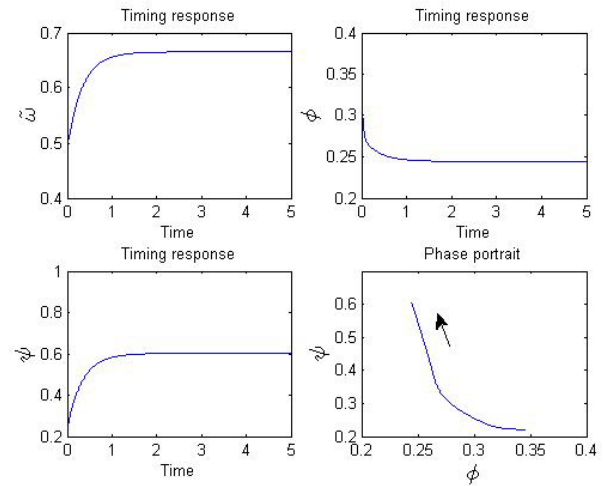 Timing response
0.7
0.6
0.5
0.4
ω̃
0 1 2 3 4 5
Time
Timing response
0.4
0.35
0.3
0.25
0.2
ϕ
0 1 2 3 4 5
Time
Timing response
1
0.8
0.6
0.4
0.2
ψ
0 1 2 3 4 5
Time
Phase portrait
0.6
0.5
0.4
0.3
0.2
ψ
0.2 0.25 0.3 0.35 0.4
ϕ